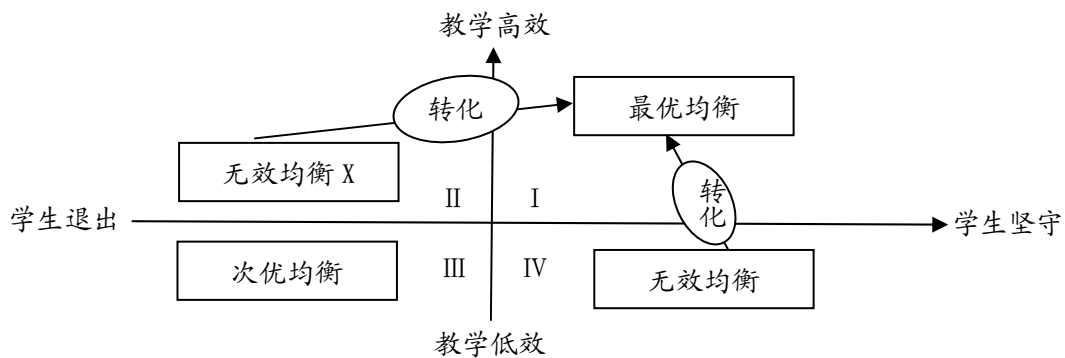 教学高效
转化
最优均衡
无效均衡 X
转化
II
I
学生退出
学生坚守
次优均衡
III
IV
无效均衡
教学低效